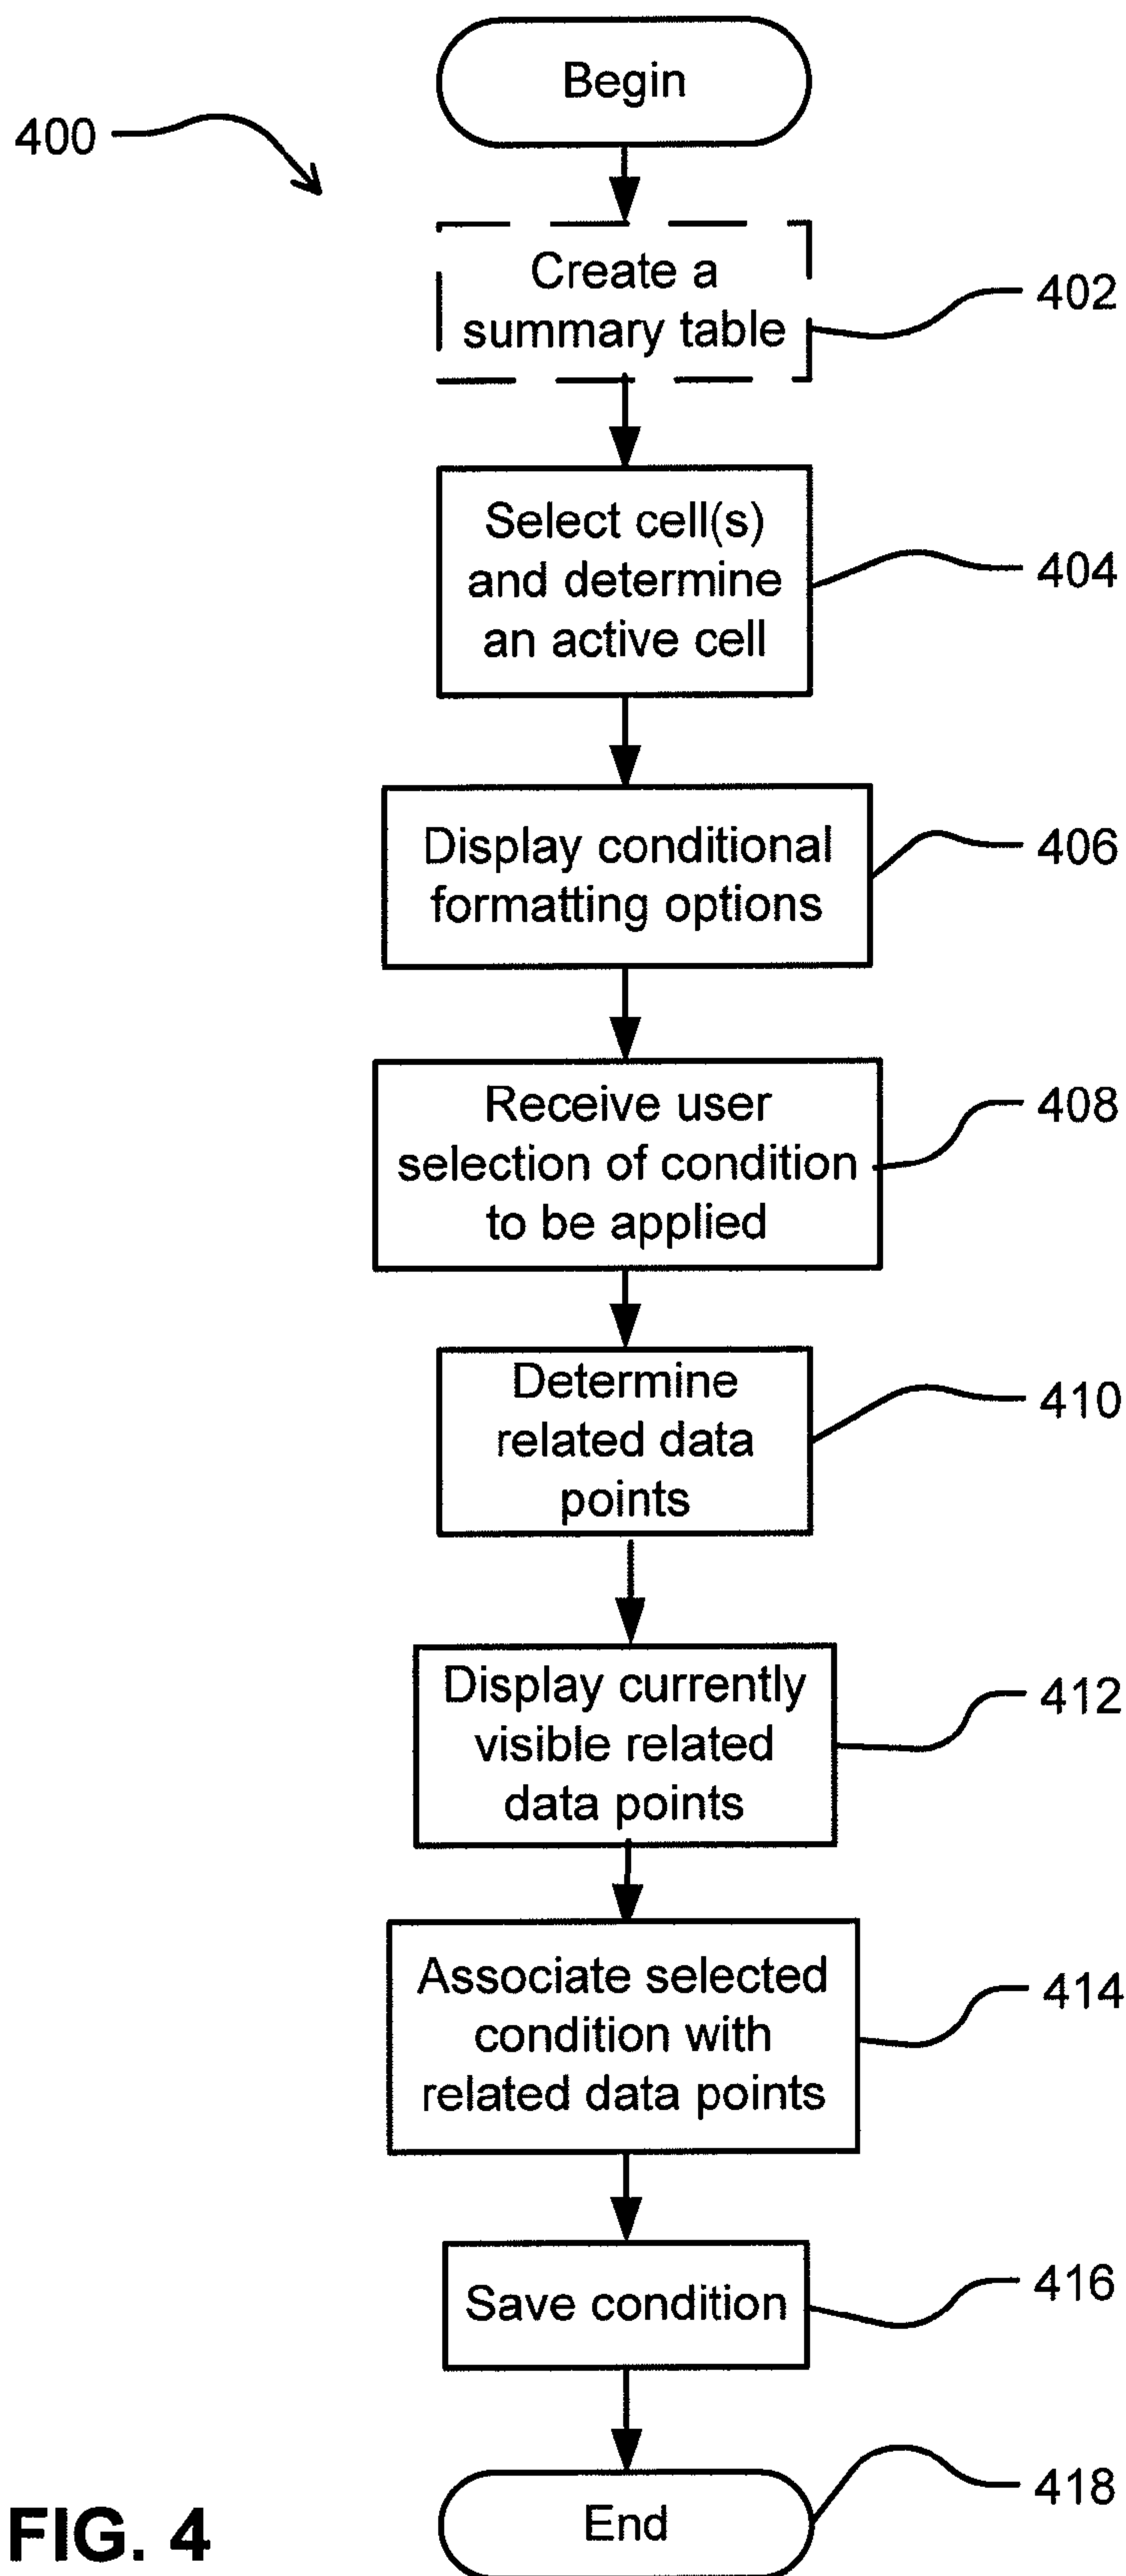 Begin
400
Create a
summary table
402
Select cell(s)
and determine
an active cell
404
Display conditional
formatting options
406
Receive user
selection of condition
to be applied
408
Determine
related data
points
410
Display currently
visible related
data points
412
Associate selected
condition with
related data points
414
Save condition
416
End
418
FIG. 4